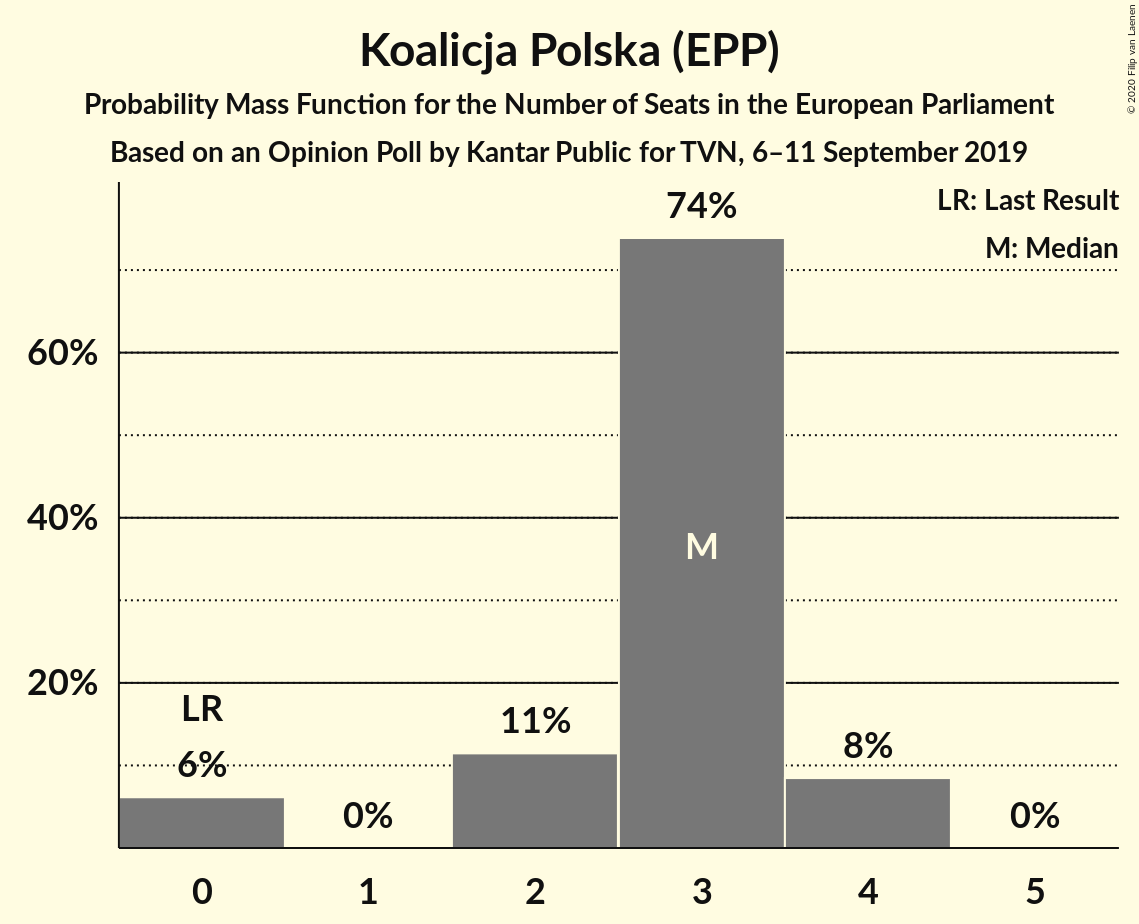 Koalicja Polska (EPP)
Probability Mass Function for the Number of Seats in the European Parliament
Based on an Opinion Poll by Kantar Public for TVN, 6–11 September 2019
© 2020 Filip van Laenen
LR: Last Result
M: Median
74%
60%
40%
M
20%
LR
11%
8%
6%
0%
0%
0 1 2 3 4 5